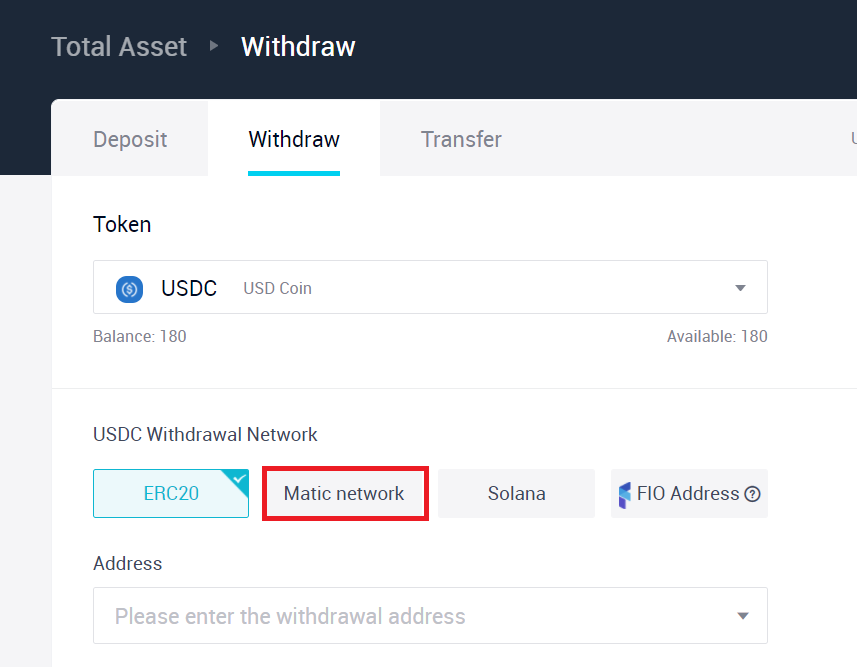 Total Asset Withdraw
Deposit Withdraw Transfer
Token
USDC USD Coin
Balance: 180 Available: 180
USDC Withdrawal Network
ERC20 Matic network Solana FIO Address ?
Address
Please enter the withdrawal address